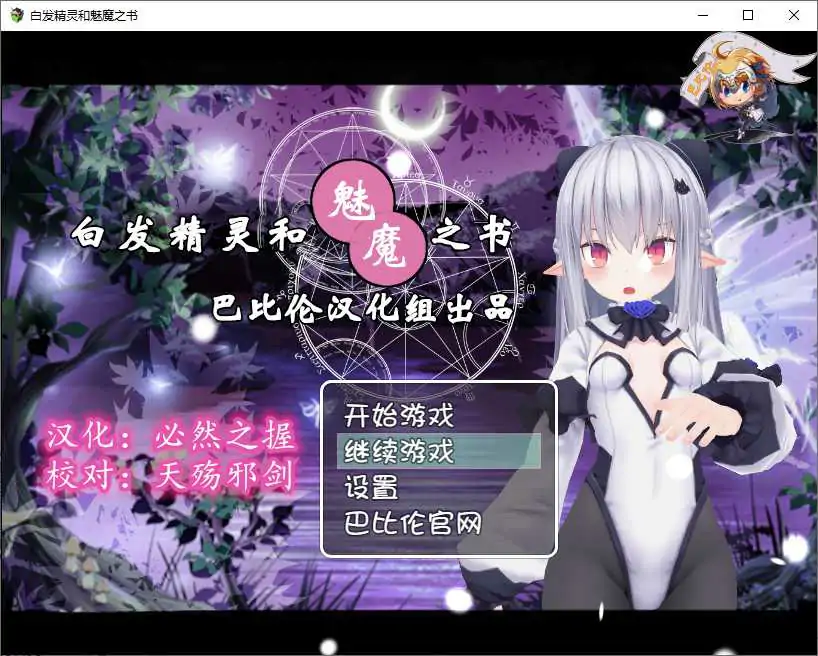 白发精灵和魅魔之书
白发精灵和魅魔之书
巴比伦汉化组出品
汉化：必然之握
校对：天殇邪剑
开始游戏
继续游戏
设置
巴比伦官网